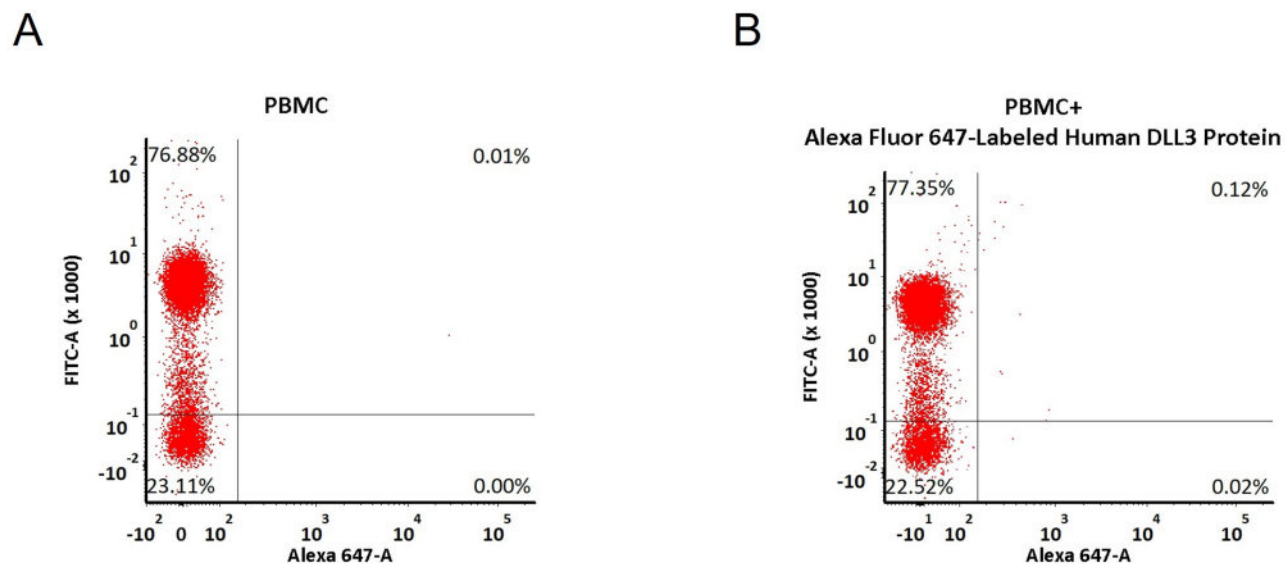 A
PBMC
76.88%
0.01%
10^2
10^1
10^0
10^-1
-10^-2
FITC-A (x 1000)
23.11%
0.00%
-10^2 0 10^2 10^3 10^4 10^5
Alexa 647-A
B
PBMC+
Alexa Fluor 647-Labeled Human DLL3 Protein
77.35%
0.12%
10^2
10^1
10^0
10^-1
-10^-2
FITC-A (x 1000)
22.52%
0.02%
-10^1 10^2 10^3 10^4 10^5
Alexa 647-A